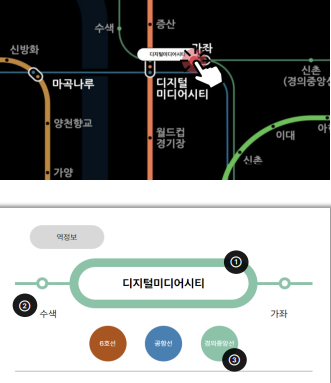 수색
증산
가좌
신방화
디지털미디어시티
마곡나루
디지털
미디어시티
신촌
(경의중앙선
양천향교
월드컵
경기장
이대
신촌
가양
역정보
①
디지털미디어시티
②
수색
가좌
6호선
공항선
경의중앙선
③